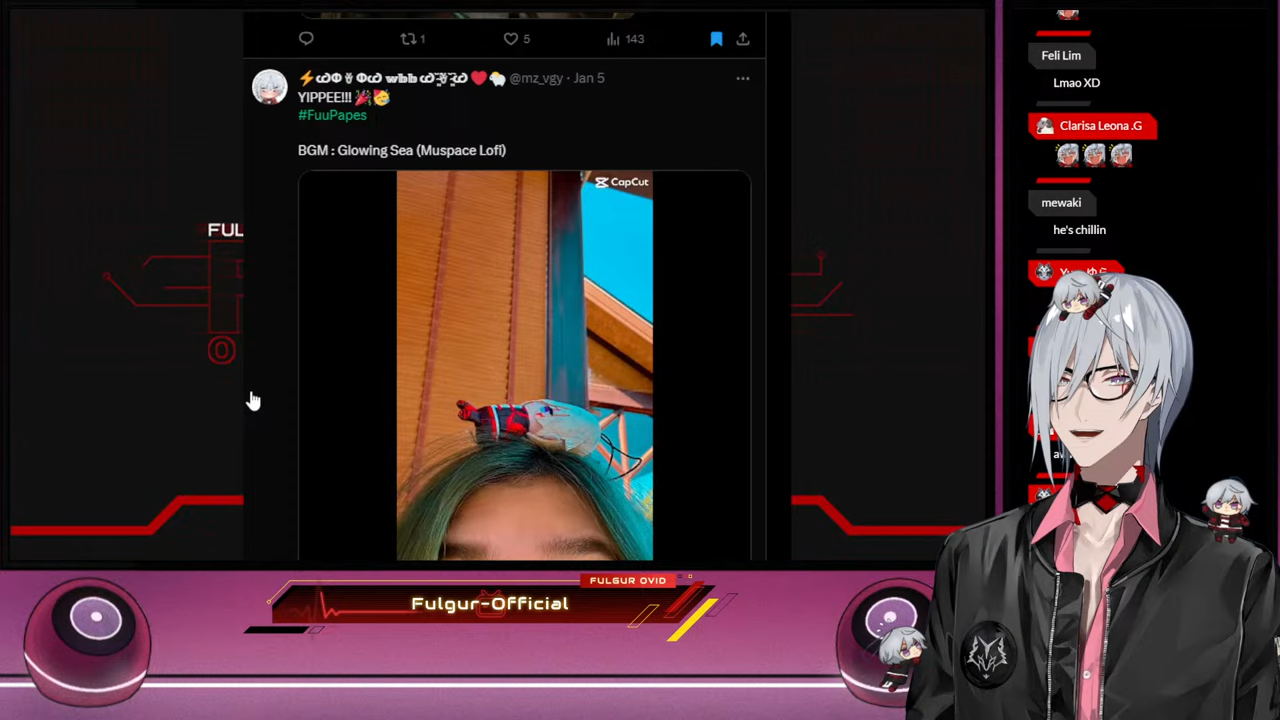 1
5
143
@mz_vgy · Jan 5
YIPPEE!!! 🎉🥳
#FuuPapes
BGM : Glowing Sea (Muspace Lofi)
CapCut
FUL
Feli Lim
Lmao XD
Clarisa Leona .G
mewaki
he's chillin
FULGUR OVID
Fulgur-Official